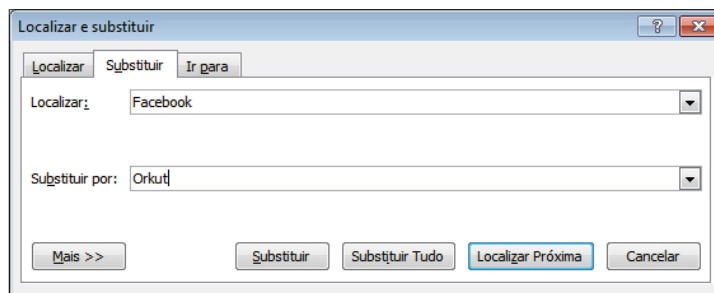 Localizar e substituir
Localizar Substituir Ir para
Localizar: Facebook
Substituir por: Orkut
Mais >> Substituir Substituir Tudo Localizar Próxima Cancelar